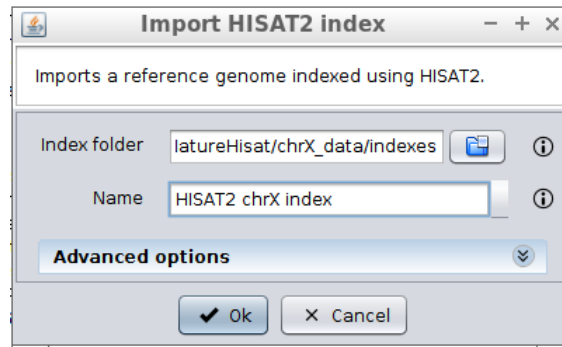 Import HISAT2 index
Imports a reference genome indexed using HISAT2.
Index folder latureHisat/chrX_data/indexes
Name HISAT2 chrX index
Advanced options
Ok Cancel